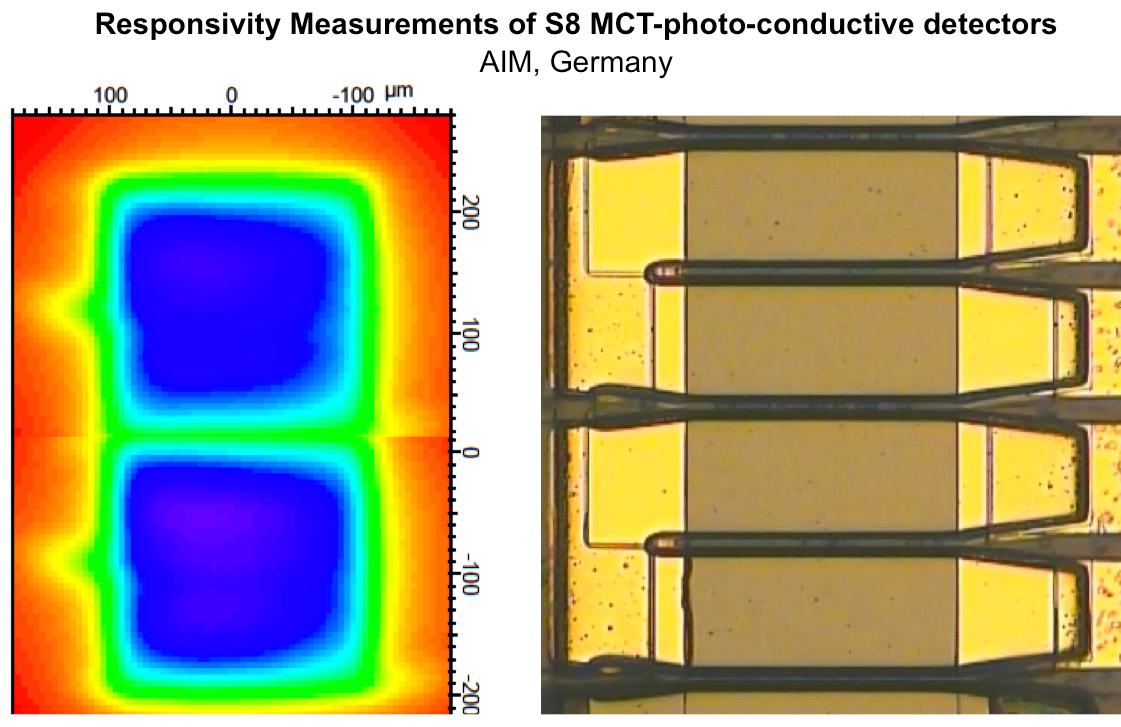 Responsivity Measurements of S8 MCT-photo-conductive detectors
AIM, Germany
100 0 -100 µm
200
100
0
-100
-200